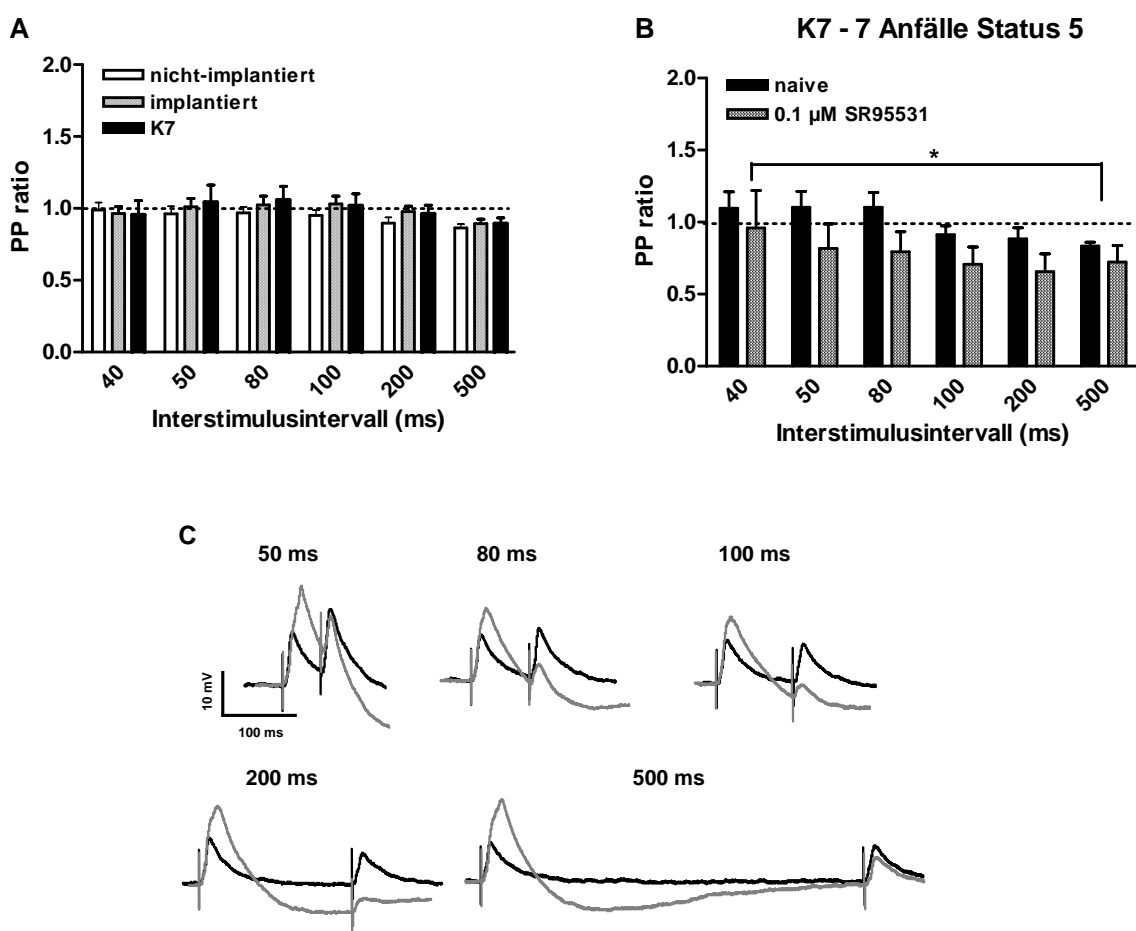 A
2.0
1.5
1.0
0.5
0.0
PP ratio
nicht-implantiert
implantiert
K7
40
50
80
100
200
500
Interstimulusintervall (ms)
B
K7 - 7 Anfälle Status 5
2.0
1.5
1.0
0.5
0.0
PP ratio
naive
0.1 µM SR95531
*
40
50
80
100
200
500
Interstimulusintervall (ms)
C
50 ms
80 ms
100 ms
10 mV
100 ms
200 ms
500 ms